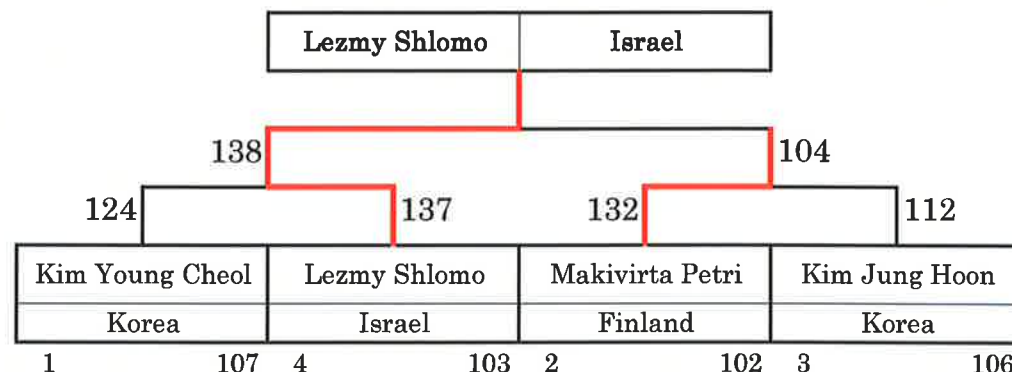 Lezmy Shlomo Israel
138 104
124 137 132 112
Kim Young Cheol Lezmy Shlomo Makivirta Petri Kim Jung Hoon
Korea Israel Finland Korea
1 107 4 103 2 102 3 106